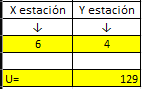 X estación Y estación
↓ ↓
6 4
U= 129